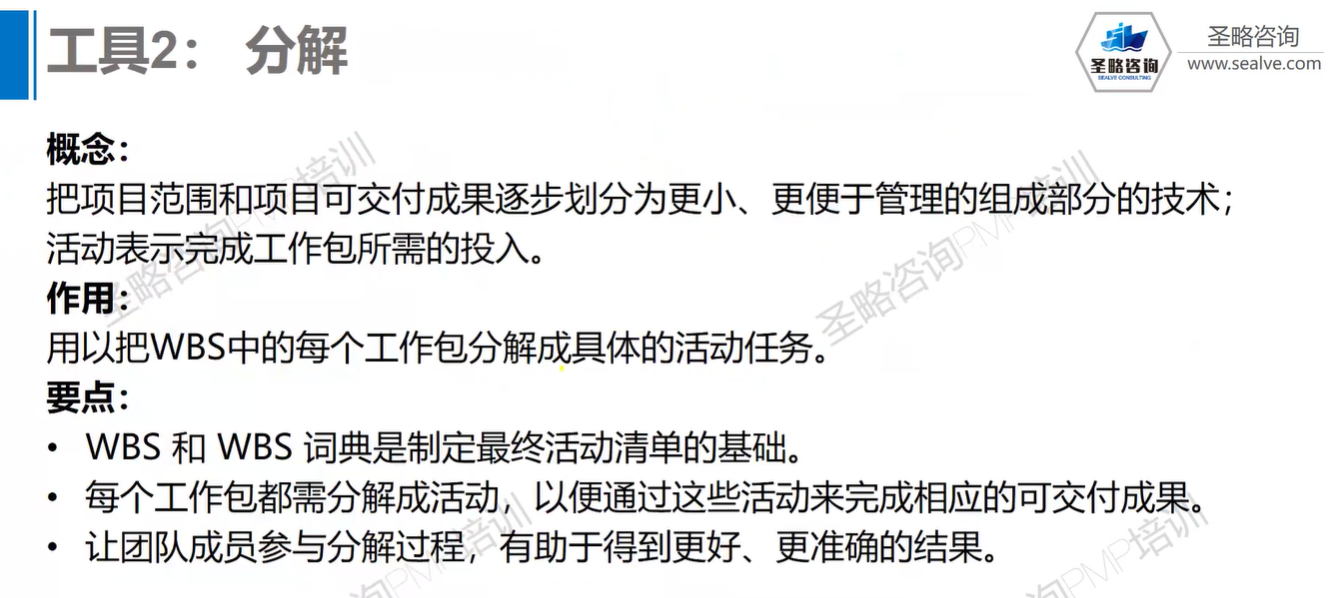 工具2： 分解
圣略咨询
SEALVE CONSULTING
圣略咨询
www.sealve.com
概念：
把项目范围和项目可交付成果逐步划分为更小、更便于管理的组成部分的技术；
活动表示完成工作包所需的投入。
作用：
用以把WBS中的每个工作包分解成具体的活动任务。
要点：
• WBS 和 WBS 词典是制定最终活动清单的基础。
• 每个工作包都需分解成活动，以便通过这些活动来完成相应的可交付成果。
• 让团队成员参与分解过程，有助于得到更好、更准确的结果。
圣略咨询PMP培训
圣略咨询PMP培训
询PMP培训
询PMP培训